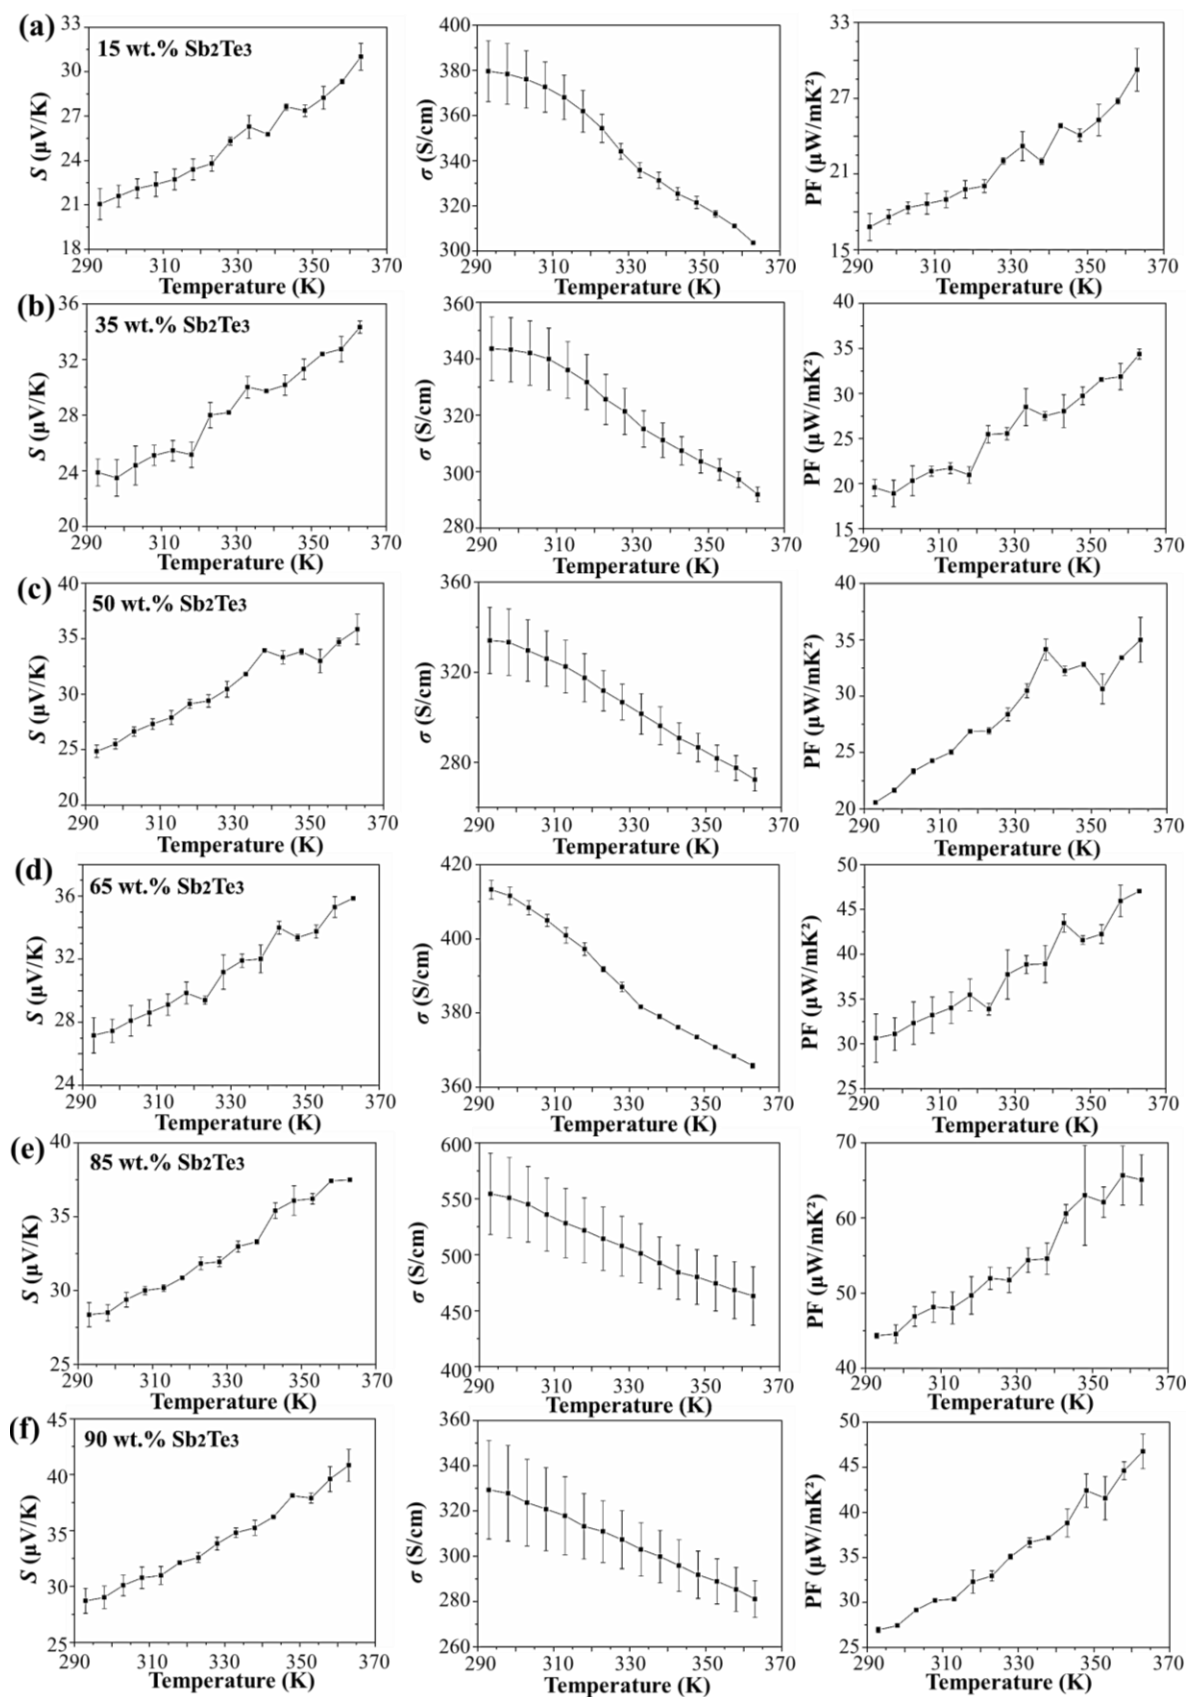 (a)
15 wt.% Sb2Te3
S (μV/K)
33
30
27
24
21
18
290 310 330 350 370
Temperature (K)
σ (S/cm)
400
380
360
340
320
300
290 310 330 350 370
Temperature (K)
PF (μW/mK²)
33
27
21
15
290 310 330 350 370
Temperature (K)
(b)
35 wt.% Sb2Te3
S (μV/K)
36
32
28
24
20
290 310 330 350 370
Temperature (K)
σ (S/cm)
360
340
320
300
280
290 310 330 350 370
Temperature (K)
PF (μW/mK²)
40
35
30
25
20
15
290 310 330 350 370
Temperature (K)
(c)
50 wt.% Sb2Te3
S (μV/K)
40
35
30
25
20
290 310 330 350 370
Temperature (K)
σ (S/cm)
360
320
280
290 310 330 350 370
Temperature (K)
PF (μW/mK²)
40
35
30
25
20
290 310 330 350 370
Temperature (K)
(d)
65 wt.% Sb2Te3
S (μV/K)
36
32
28
24
290 310 330 350 370
Temperature (K)
σ (S/cm)
420
400
380
360
290 310 330 350 370
Temperature (K)
PF (μW/mK²)
50
45
40
35
30
25
290 310 330 350 370
Temperature (K)
(e)
85 wt.% Sb2Te3
S (μV/K)
40
35
30
25
290 310 330 350 370
Temperature (K)
σ (S/cm)
600
550
500
450
400
290 310 330 350 370
Temperature (K)
PF (μW/mK²)
70
60
50
40
290 310 330 350 370
Temperature (K)
(f)
90 wt.% Sb2Te3
S (μV/K)
45
40
35
30
25
290 310 330 350 370
Temperature (K)
σ (S/cm)
360
340
320
300
280
260
290 310 330 350 370
Temperature (K)
PF (μW/mK²)
50
45
40
35
30
25
290 310 330 350 370
Temperature (K)